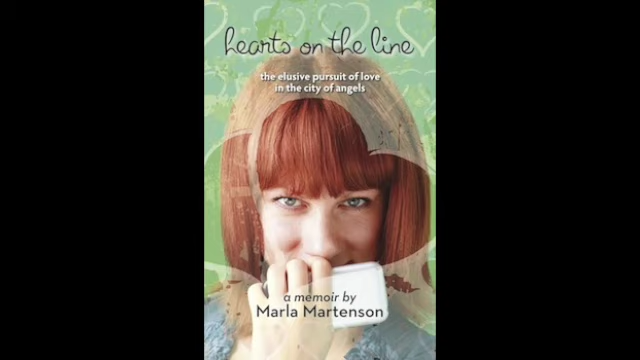 hearts on the line
the elusive pursuit of love
in the city of angels
a memoir by
Marla Martenson